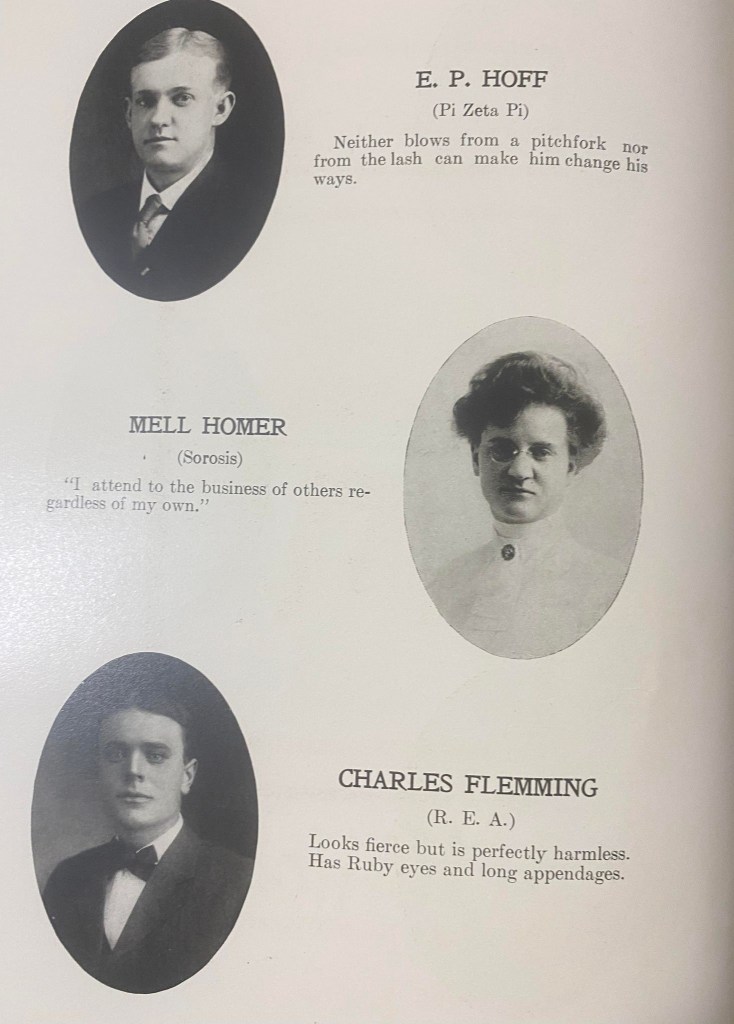 E. P. HOFF
(Pi Zeta Pi)
Neither blows from a pitchfork nor
from the lash can make him change his
ways.
MELL HOMER
(Sorosis)
"I attend to the business of others re-
gardless of my own."
CHARLES FLEMMING
(R. E. A.)
Looks fierce but is perfectly harmless.
Has Ruby eyes and long appendages.